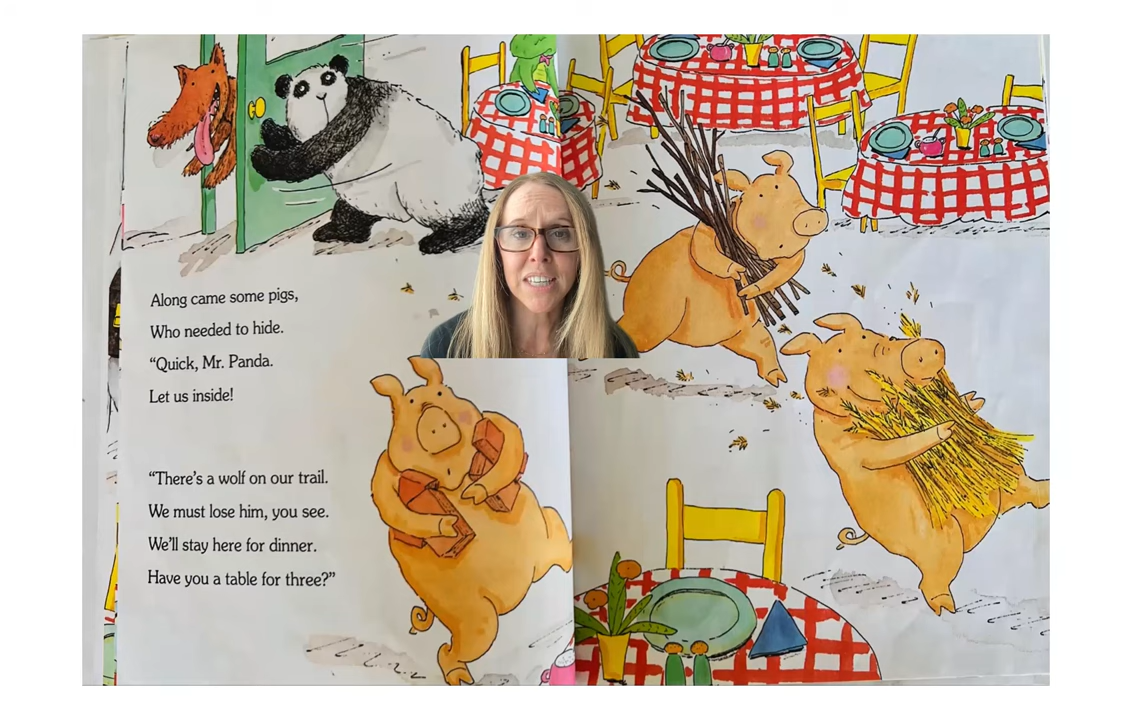 Along came some pigs,
Who needed to hide.
“Quick, Mr. Panda.
Let us inside!
“There’s a wolf on our trail.
We must lose him, you see.
We’ll stay here for dinner.
Have you a table for three?”